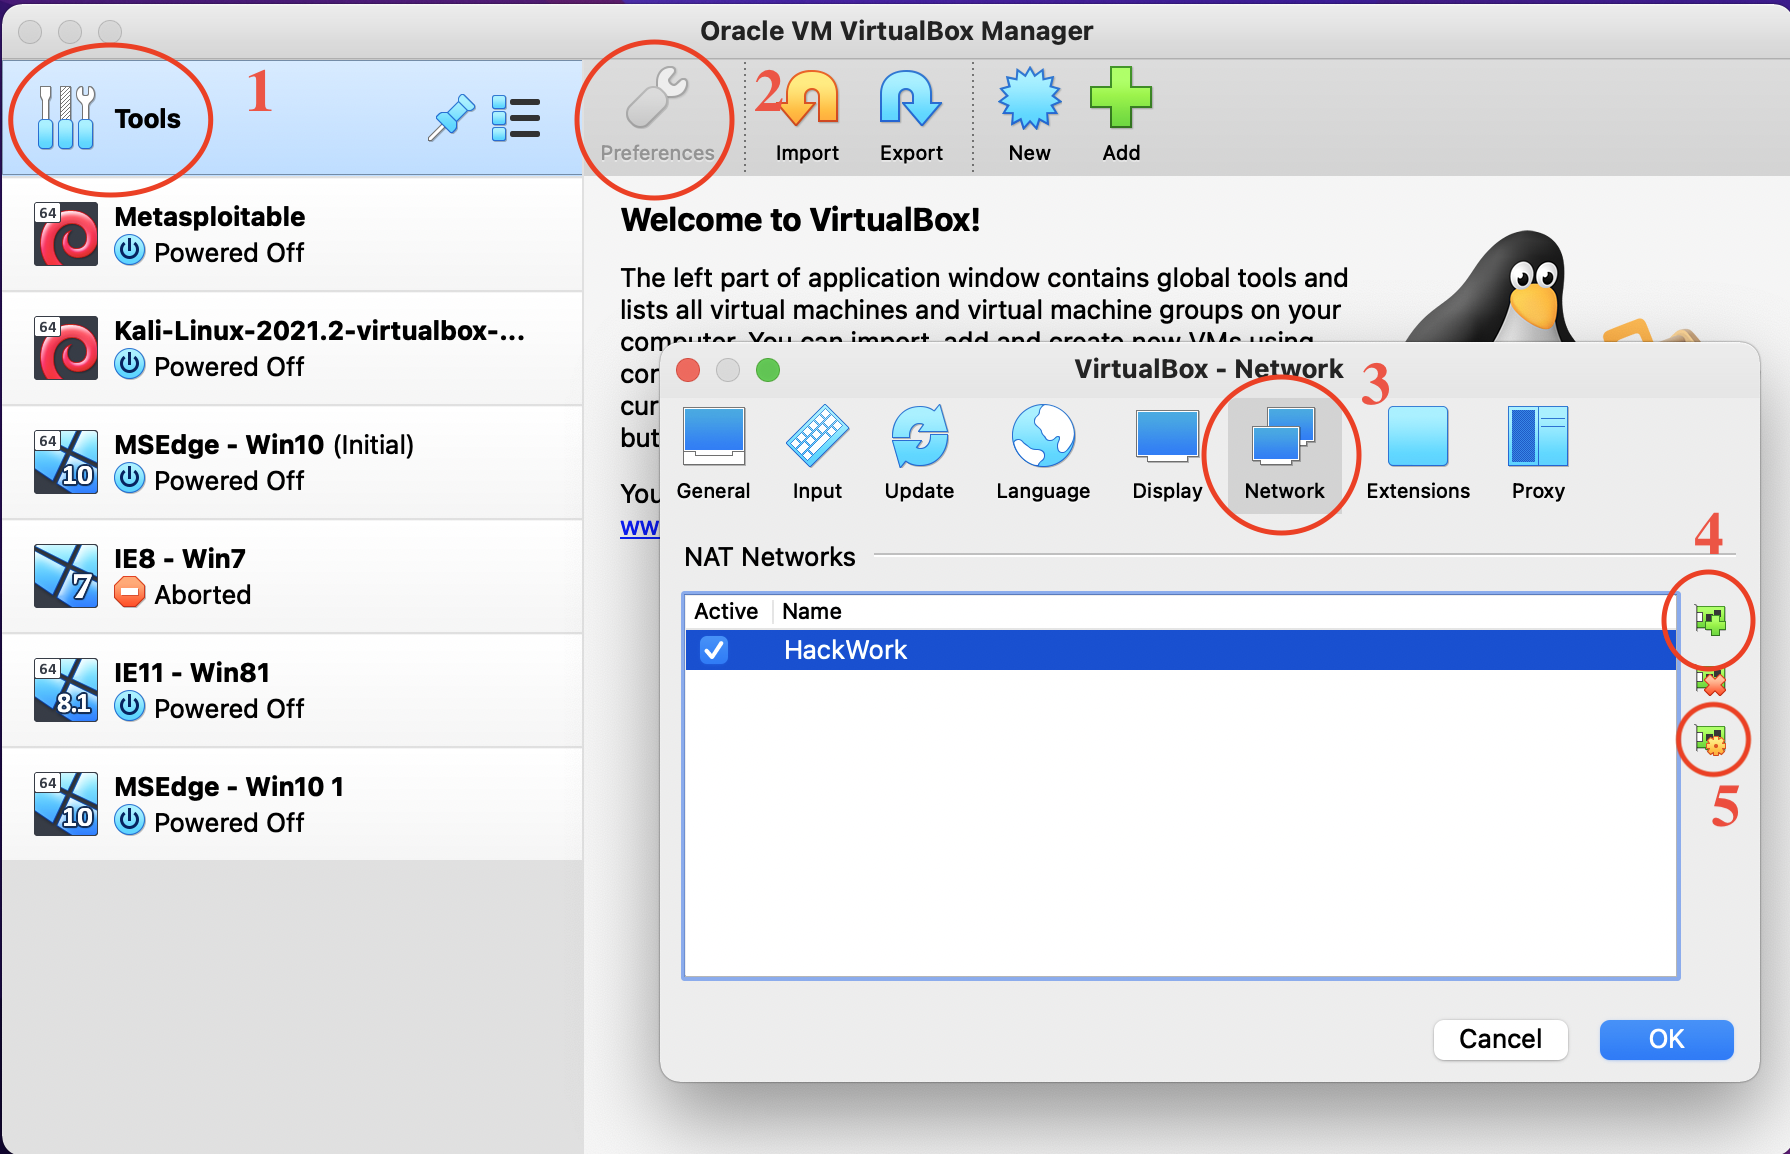 Oracle VM VirtualBox Manager
Tools
1
Preferences
2
Import
Export
New
Add
64
Metasploitable
Powered Off
64
Kali-Linux-2021.2-virtualbox-...
Powered Off
64
10
MSEdge - Win10 (Initial)
Powered Off
7
IE8 - Win7
Aborted
64
8.1
IE11 - Win81
Powered Off
64
10
MSEdge - Win10 1
Powered Off
Welcome to VirtualBox!
The left part of application window contains global tools and
lists all virtual machines and virtual machine groups on your
computer. You can import, add and create new VMs using
cor
cur
but
You
ww
VirtualBox - Network
3
General
Input
Update
Language
Display
Network
Extensions
Proxy
4
NAT Networks
Active
Name
HackWork
5
Cancel
OK